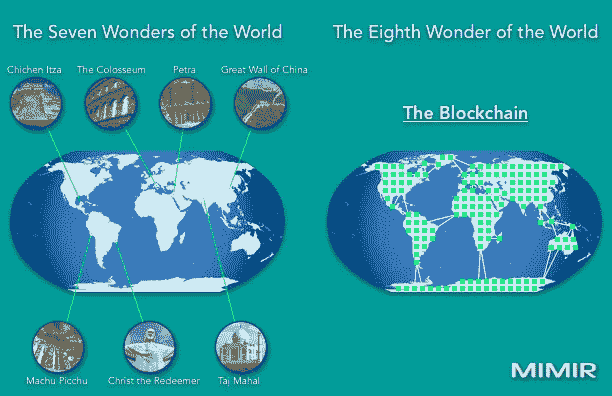 The Seven Wonders of the World
The Eighth Wonder of the World
Chichen Itza
The Colosseum
Petra
Great Wall of China
The Blockchain
Machu Picchu
Christ the Redeemer
Taj Mahal
MIMIR